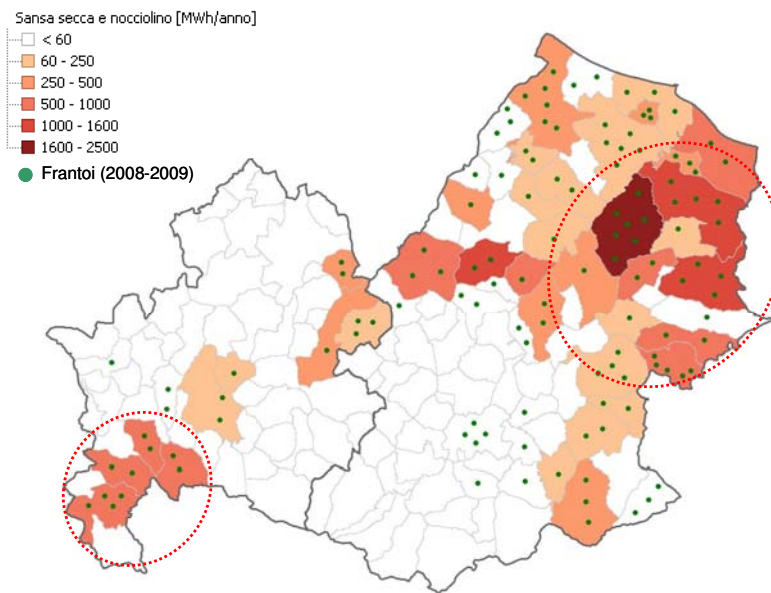 Sansa secca e nocciolino [MWh/anno]
< 60
60 - 250
250 - 500
500 - 1000
1000 - 1600
1600 - 2500
Frantoi (2008-2009)